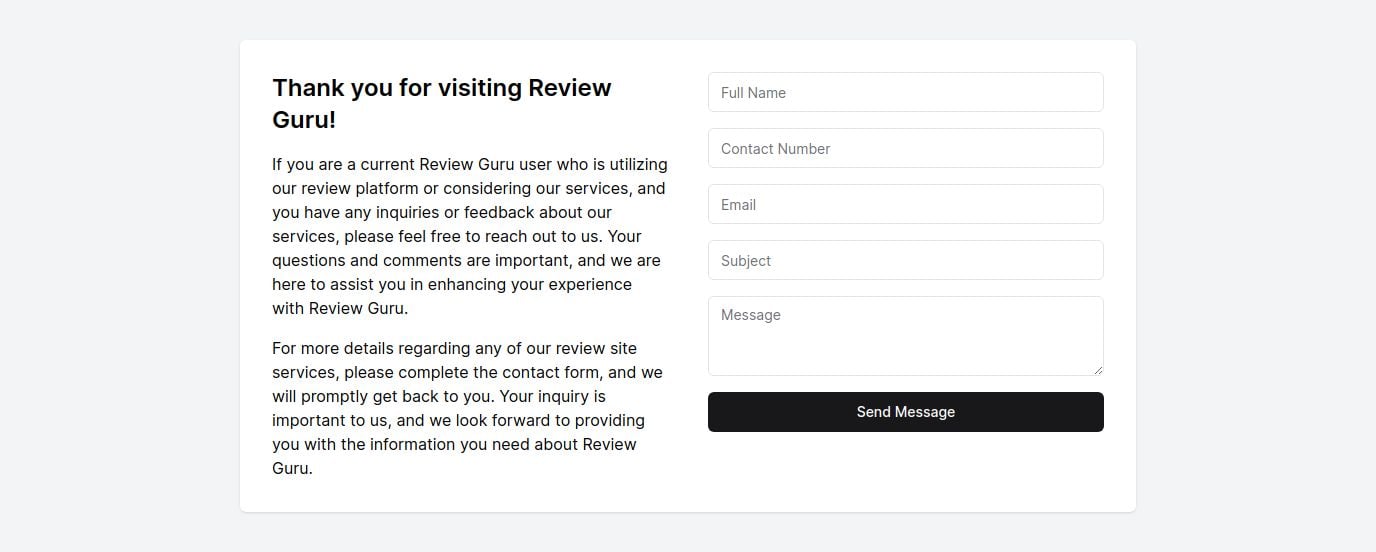 Thank you for visiting Review
Guru!
If you are a current Review Guru user who is utilizing
our review platform or considering our services, and
you have any inquiries or feedback about our
services, please feel free to reach out to us. Your
questions and comments are important, and we are
here to assist you in enhancing your experience
with Review Guru.
For more details regarding any of our review site
services, please complete the contact form, and we
will promptly get back to you. Your inquiry is
important to us, and we look forward to providing
you with the information you need about Review
Guru.
Full Name
Contact Number
Email
Subject
Message
Send Message